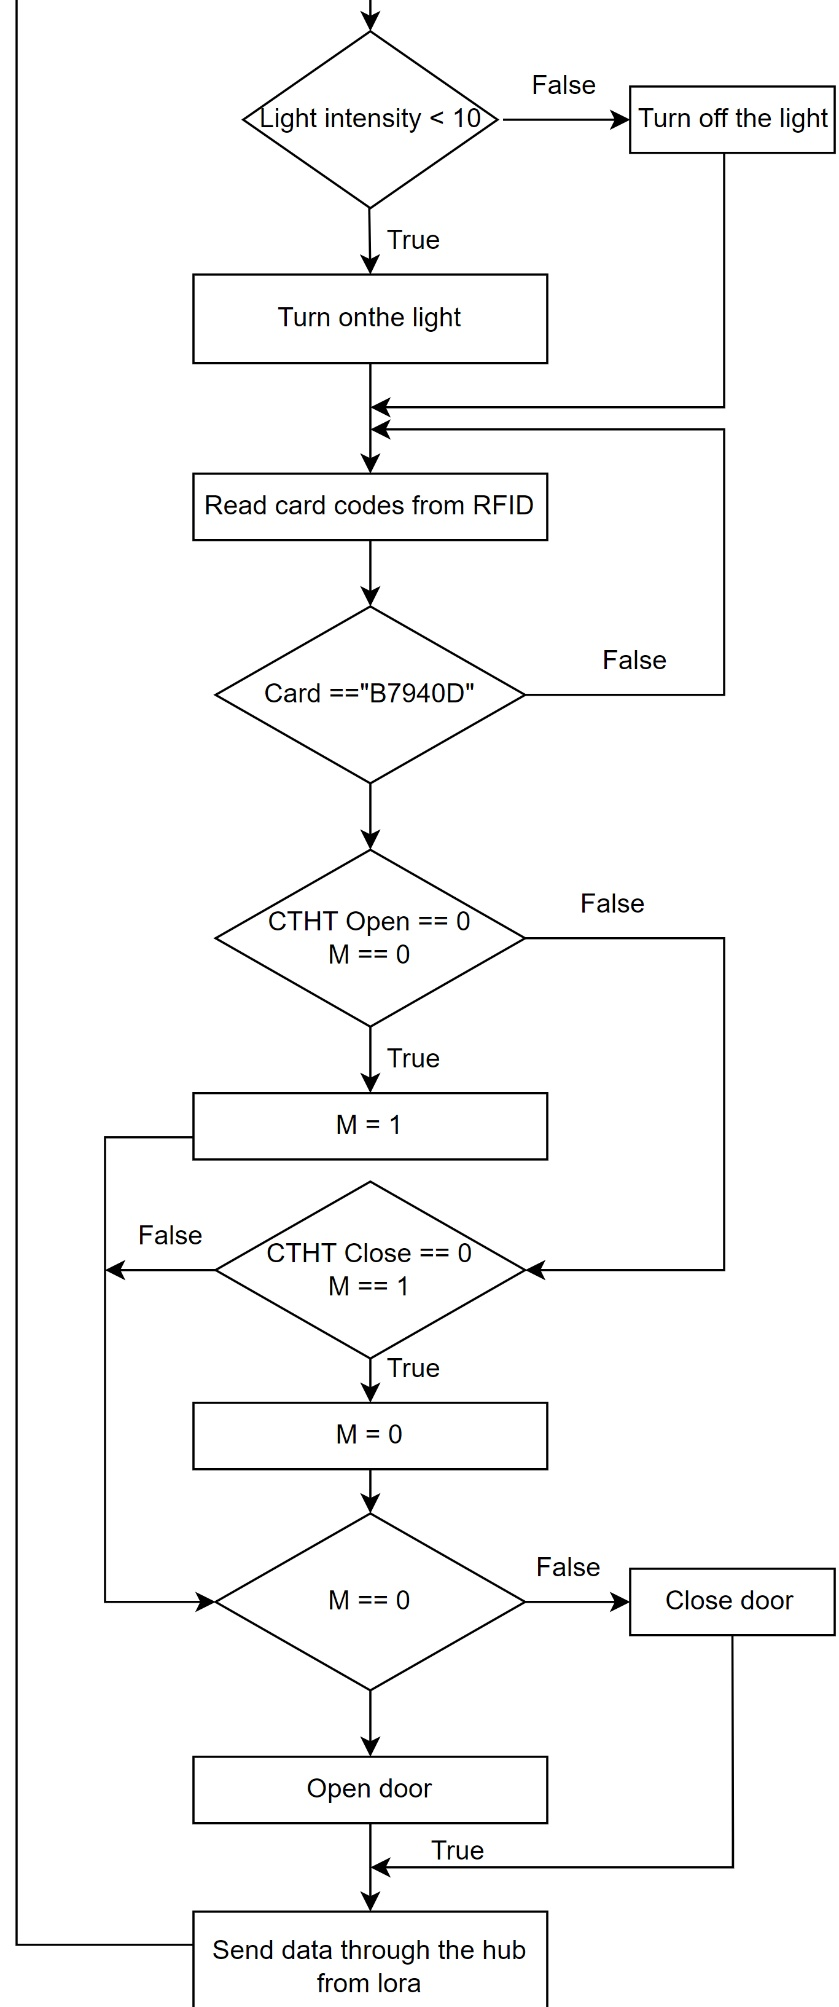 Light intensity < 10
False
Turn off the light
True
Turn onthe light
Read card codes from RFID
False
Card =="B7940D"
False
CTHT Open == 0
M == 0
True
M = 1
False
CTHT Close == 0
M == 1
True
M = 0
False
M == 0
Close door
Open door
True
Send data through the hub
from lora